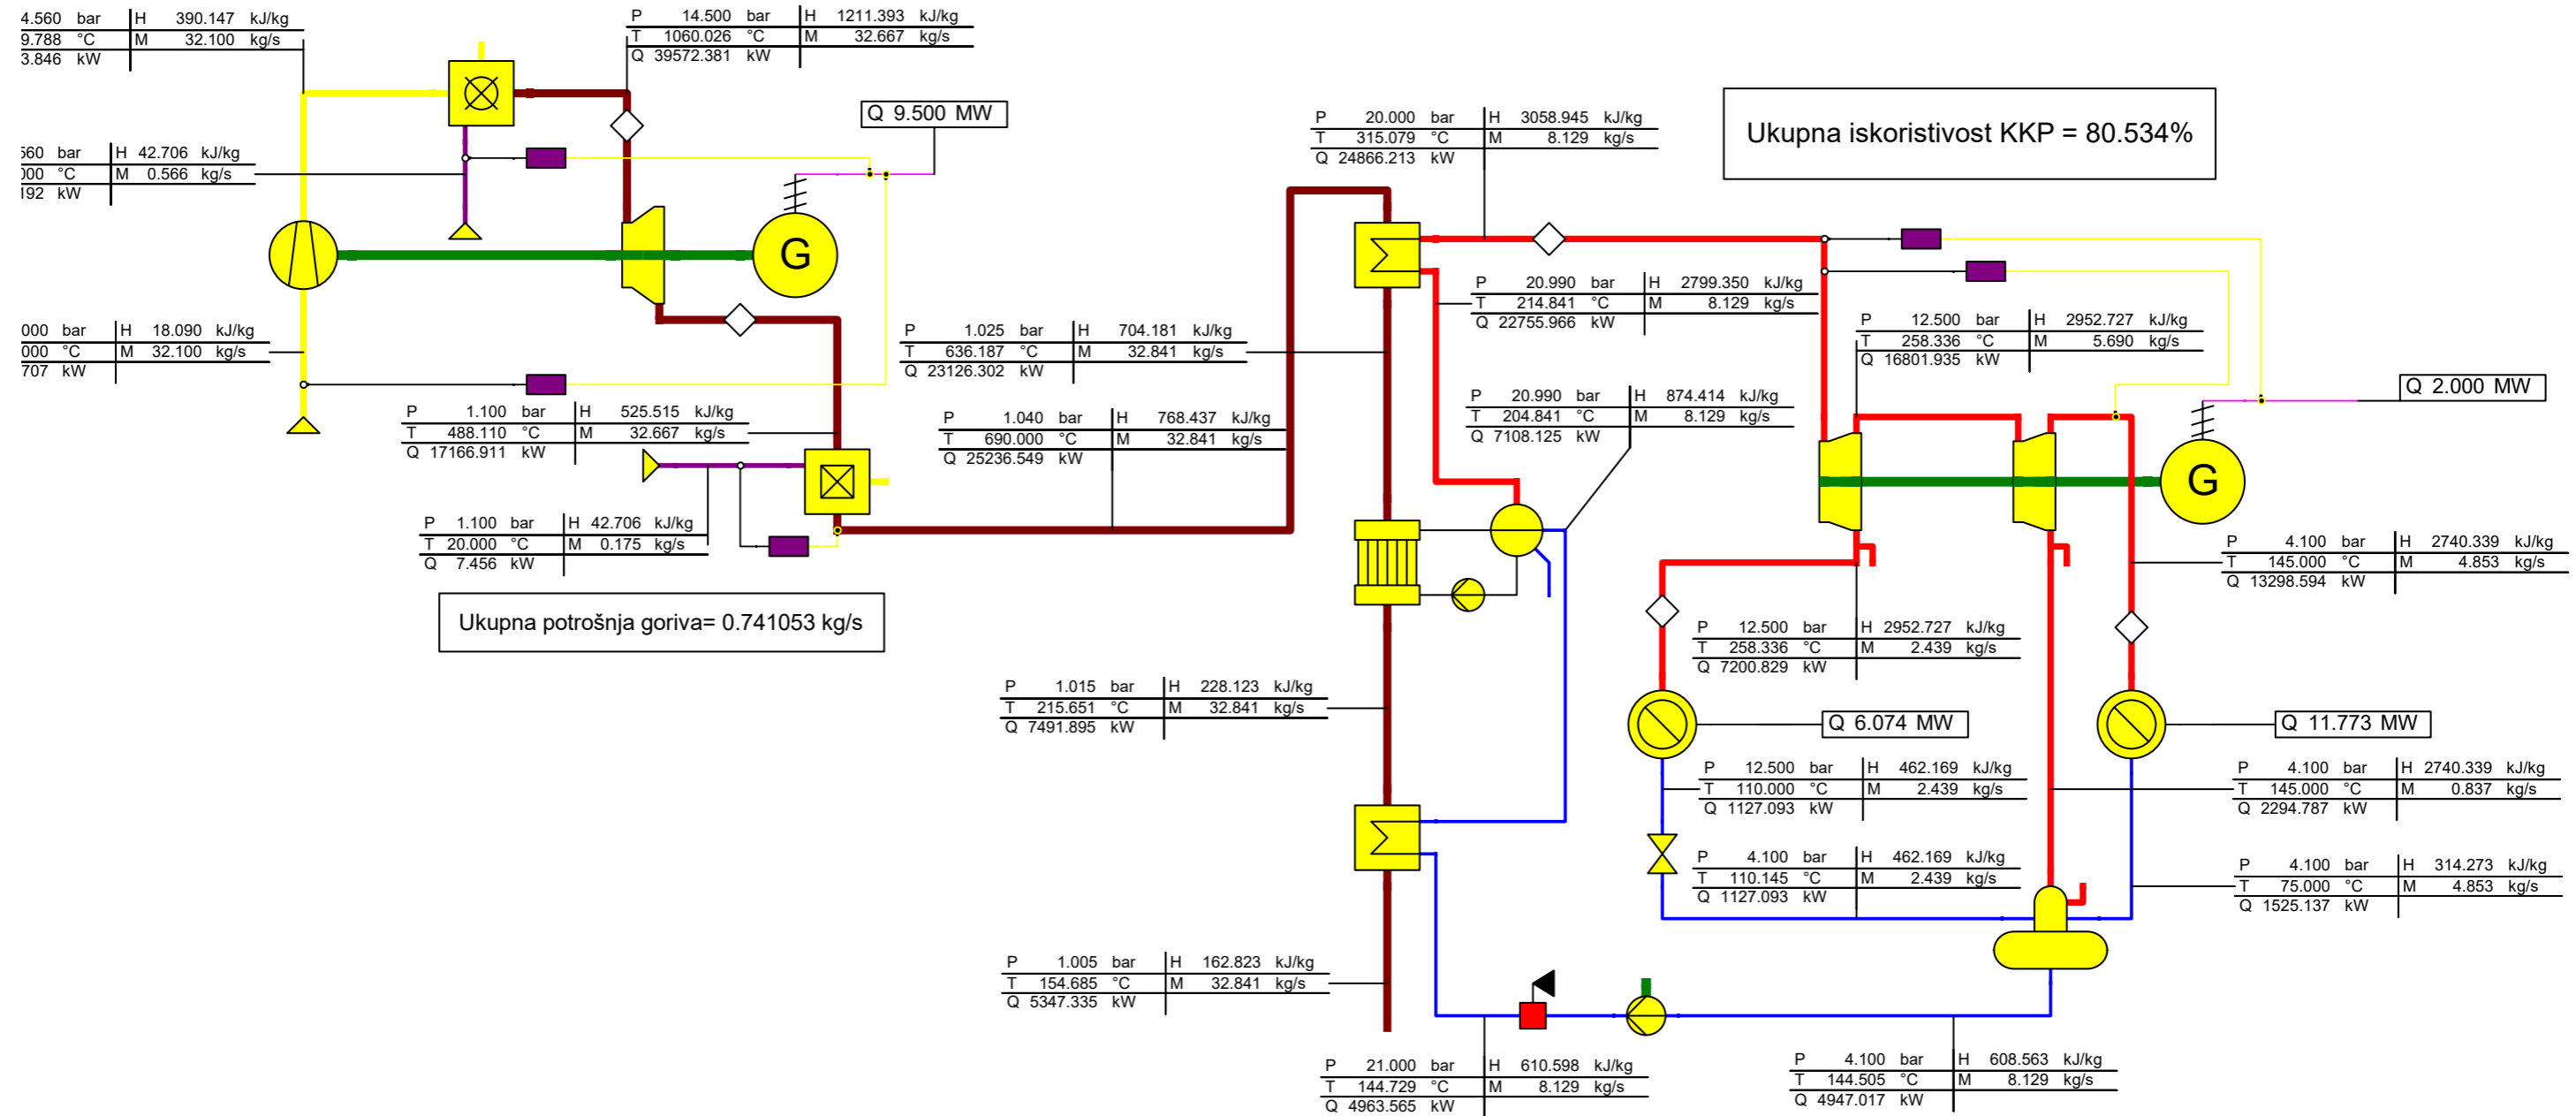 4.560 bar H 390.147 kJ/kg
9.788 °C M 32.100 kg/s
3.846 kW
P 14.500 bar H 1211.393 kJ/kg
T 1060.026 °C M 32.667 kg/s
Q 39572.381 kW
Q 9.500 MW
560 bar H 42.706 kJ/kg
000 °C M 0.566 kg/s
192 kW
G
000 bar H 18.090 kJ/kg
000 °C M 32.100 kg/s
707 kW
P 1.100 bar H 525.515 kJ/kg
T 488.110 °C M 32.667 kg/s
Q 17166.911 kW
P 1.100 bar H 42.706 kJ/kg
T 20.000 °C M 0.175 kg/s
Q 7.456 kW
Ukupna potrošnja goriva= 0.741053 kg/s
P 1.025 bar H 704.181 kJ/kg
T 636.187 °C M 32.841 kg/s
Q 23126.302 kW
P 1.040 bar H 768.437 kJ/kg
T 690.000 °C M 32.841 kg/s
Q 25236.549 kW
P 20.000 bar H 3058.945 kJ/kg
T 315.079 °C M 8.129 kg/s
Q 24866.213 kW
Ukupna iskoristivost KKP = 80.534%
P 20.990 bar H 2799.350 kJ/kg
T 214.841 °C M 8.129 kg/s
Q 22755.966 kW
P 12.500 bar H 2952.727 kJ/kg
T 258.336 °C M 5.690 kg/s
Q 16801.935 kW
P 20.990 bar H 874.414 kJ/kg
T 204.841 °C M 8.129 kg/s
Q 7108.125 kW
Q 2.000 MW
G
P 4.100 bar H 2740.339 kJ/kg
T 145.000 °C M 4.853 kg/s
Q 13298.594 kW
P 12.500 bar H 2952.727 kJ/kg
T 258.336 °C M 2.439 kg/s
Q 7200.829 kW
P 1.015 bar H 228.123 kJ/kg
T 215.651 °C M 32.841 kg/s
Q 7491.895 kW
Q 6.074 MW
Q 11.773 MW
P 12.500 bar H 462.169 kJ/kg
T 110.000 °C M 2.439 kg/s
Q 1127.093 kW
P 4.100 bar H 2740.339 kJ/kg
T 145.000 °C M 0.837 kg/s
Q 2294.787 kW
P 4.100 bar H 462.169 kJ/kg
T 110.145 °C M 2.439 kg/s
Q 1127.093 kW
P 4.100 bar H 314.273 kJ/kg
T 75.000 °C M 4.853 kg/s
Q 1525.137 kW
P 1.005 bar H 162.823 kJ/kg
T 154.685 °C M 32.841 kg/s
Q 5347.335 kW
P 21.000 bar H 610.598 kJ/kg
T 144.729 °C M 8.129 kg/s
Q 4963.565 kW
P 4.100 bar H 608.563 kJ/kg
T 144.505 °C M 8.129 kg/s
Q 4947.017 kW